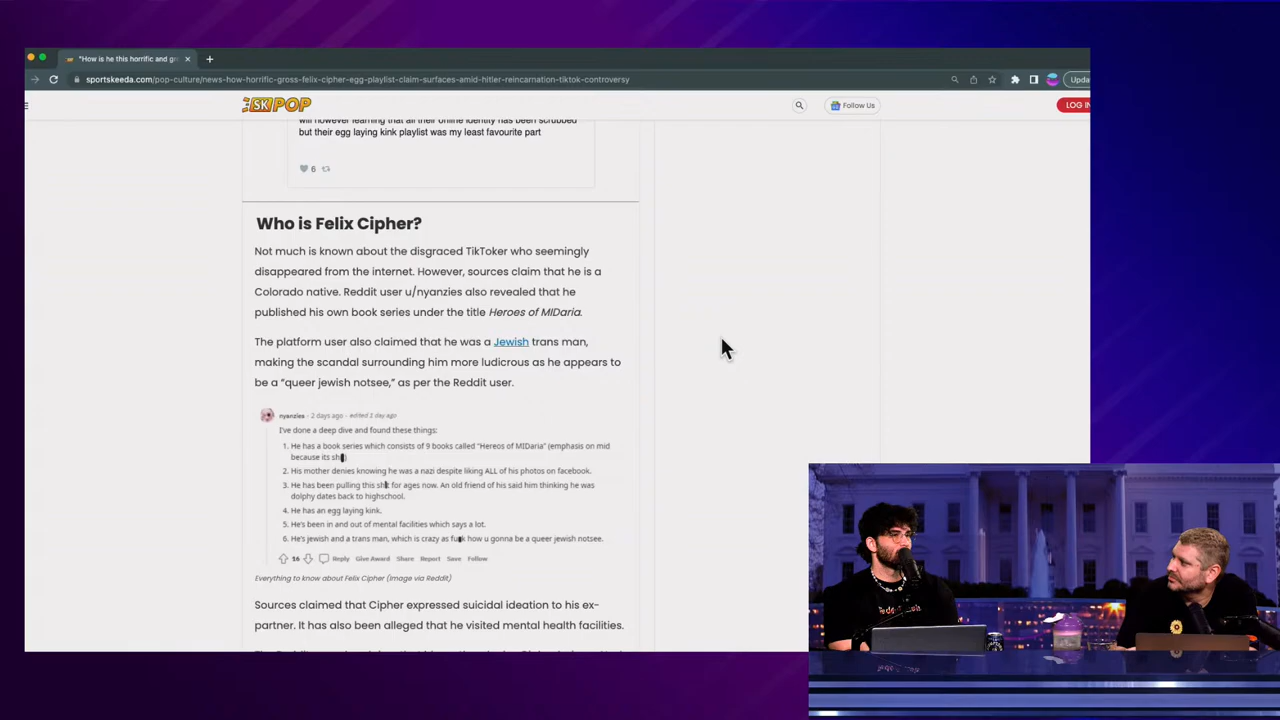 "How is he this horrific and gro
sportskeeda.com/pop-culture/news-how-horrific-gross-felix-cipher-egg-playlist-claim-surfaces-amid-hitler-reincarnation-tiktok-controversy
Upda
SK POP
Follow Us
LOG IN
will however learning that all their online identity has been scrubbed
but their egg laying kink playlist was my least favourite part
6
Who is Felix Cipher?
Not much is known about the disgraced TikToker who seemingly
disappeared from the internet. However, sources claim that he is a
Colorado native. Reddit user u/nyanzies also revealed that he
published his own book series under the title Heroes of MIDaria.
The platform user also claimed that he was a Jewish trans man,
making the scandal surrounding him more ludicrous as he appears to
be a “queer jewish notsee,” as per the Reddit user.
nyanzies · 2 days ago · edited 1 day ago
I've done a deep dive and found these things:
1. He has a book series which consists of 9 books called "Hereos of MIDaria" (emphasis on mid
because its sh
2. His mother denies knowing he was a nazi despite liking ALL of his photos on facebook.
3. He has been pulling this sh t for ages now. An old friend of his said him thinking he was
dolphy dates back to highschool.
4. He has an egg laying kink.
5. He's been in and out of mental facilities which says a lot.
6. He's jewish and a trans man, which is crazy as fu k how u gonna be a queer jewish notsee.
16 Reply Give Award Share Report Save Follow
Everything to know about Felix Cipher (Image via Reddit)
Sources claimed that Cipher expressed suicidal ideation to his ex-
partner. It has also been alleged that he visited mental health facilities.